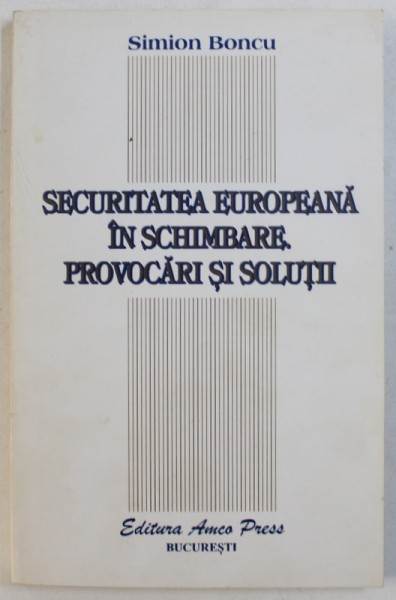 Simion Boncu
SECURITATEA EUROPEANĂ
ÎN SCHIMBARE.
PROVOCĂRI ȘI SOLUȚII
Editura Amco Press
BUCUREȘTI